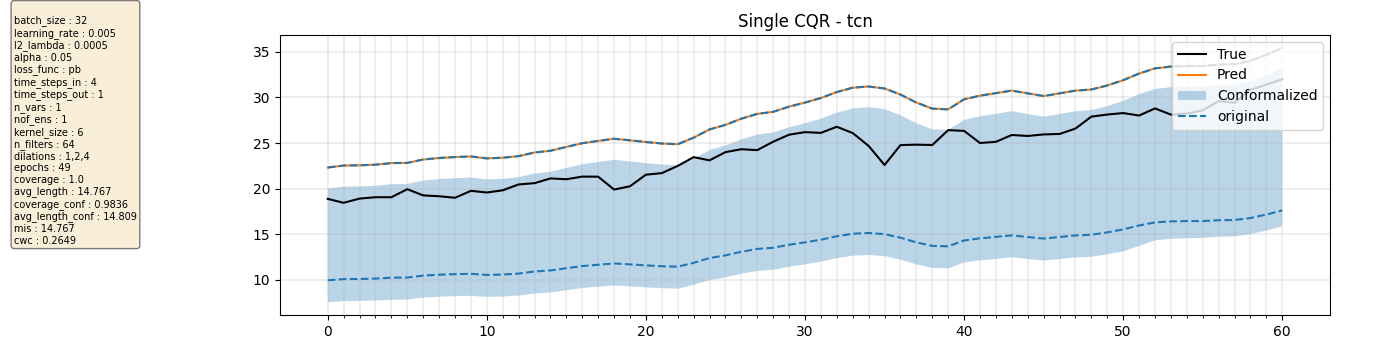 batch_size : 32
learning_rate : 0.005
l2_lambda : 0.0005
alpha : 0.05
loss_func : pb
time_steps_in : 4
time_steps_out : 1
n_vars : 1
nof_ens : 1
kernel_size : 6
n_filters : 64
dilations : 1,2,4
epochs : 49
coverage : 1.0
avg_length : 14.767
coverage_conf : 0.9836
avg_length_conf : 14.809
mis : 14.767
cwc : 0.2649
Single CQR - tcn
35
30
25
20
15
10
0
10
20
30
40
50
60
True
Pred
Conformalized
original